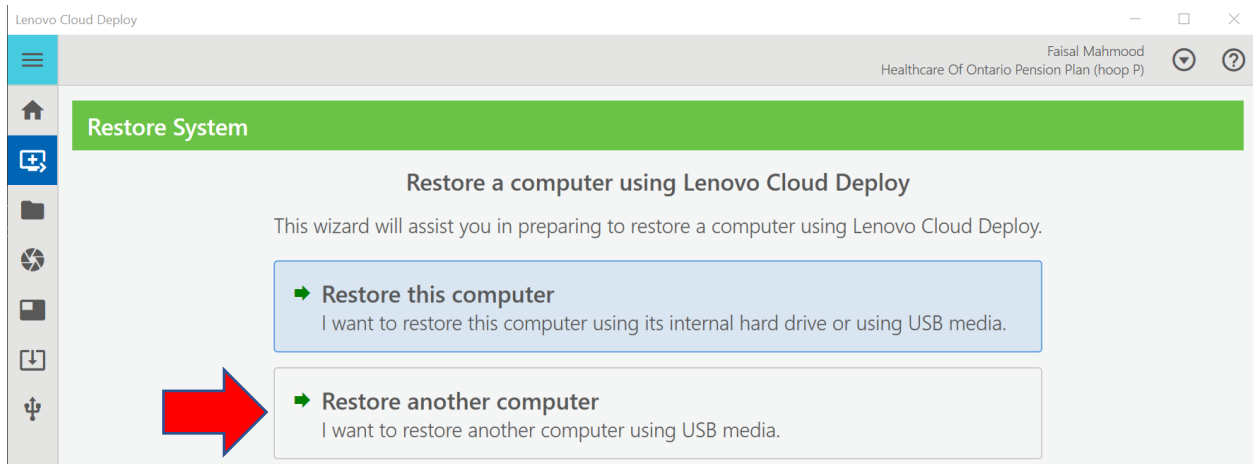 Lenovo Cloud Deploy
Faisal Mahmood
Healthcare Of Ontario Pension Plan (hoop P)
Restore System
Restore a computer using Lenovo Cloud Deploy
This wizard will assist you in preparing to restore a computer using Lenovo Cloud Deploy.
Restore this computer
I want to restore this computer using its internal hard drive or using USB media.
Restore another computer
I want to restore another computer using USB media.